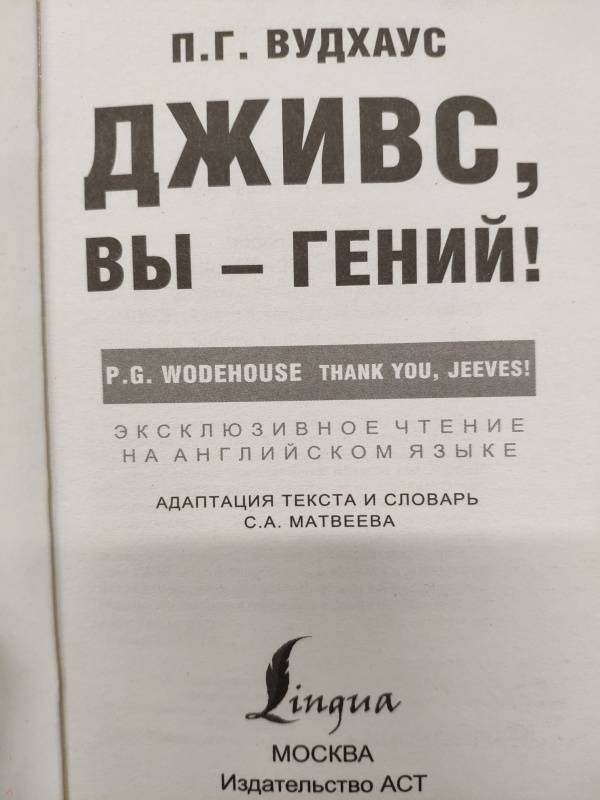 П.Г. ВУДХАУС
ДЖИВС,
ВЫ – ГЕНИЙ!
P.G. WODEHOUSE THANK YOU, JEEVES!
ЭКСКЛЮЗИВНОЕ ЧТЕНИЕ
НА АНГЛИЙСКОМ ЯЗЫКЕ
АДАПТАЦИЯ ТЕКСТА И СЛОВАРЬ
С.А. МАТВЕЕВА
Lingua
МОСКВА
Издательство АСТ